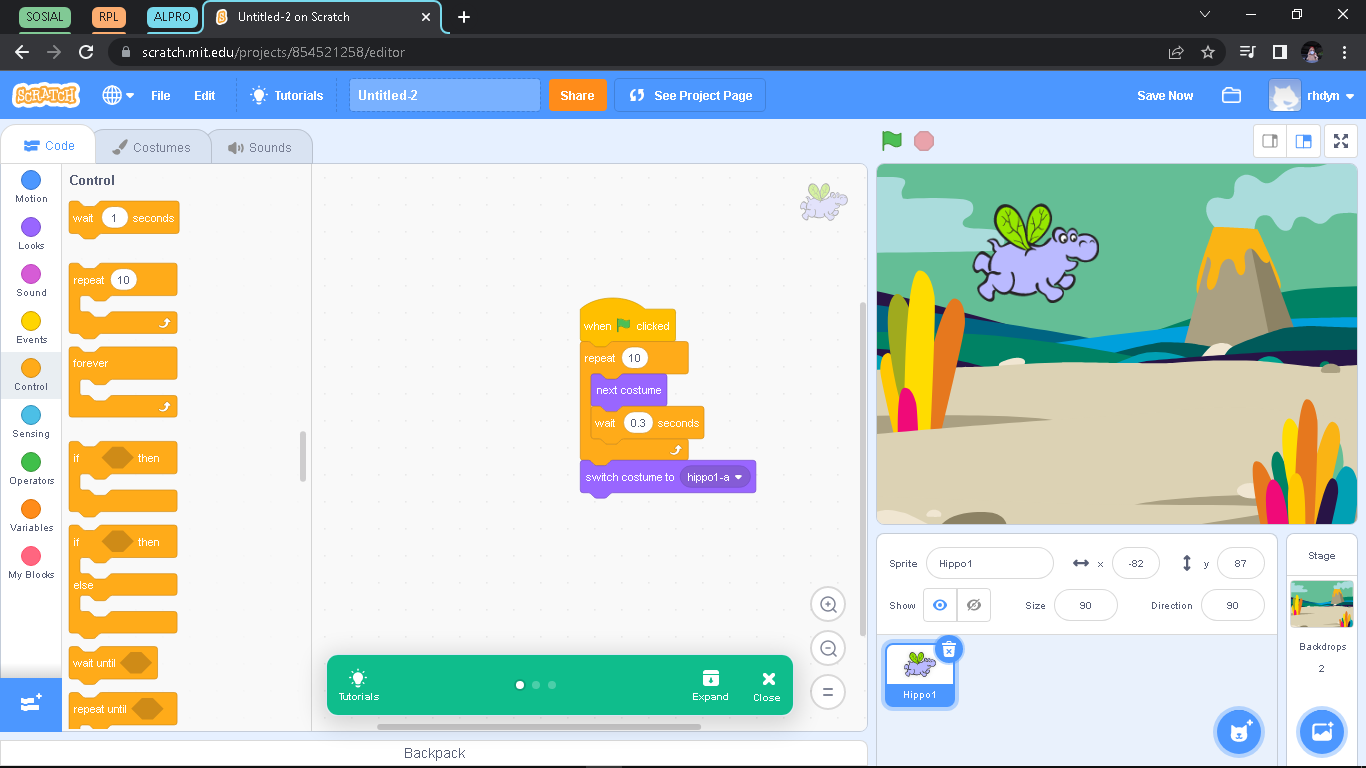 SOSIAL
RPL
ALPRO
Untitled-2 on Scratch
scratch.mit.edu/projects/854521258/editor
SCRATCH
File
Edit
Tutorials
Untitled-2
Share
See Project Page
Save Now
rhdyn
Code
Costumes
Sounds
Motion
Looks
Sound
Events
Control
Sensing
Operators
Variables
My Blocks
Control
wait 1 seconds
repeat 10
forever
if then
if then
else
wait until
repeat until
when clicked
repeat 10
next costume
wait 0.3 seconds
switch costume to hippo1-a
Tutorials
Expand
Close
Backpack
Sprite Hippo1 x -82 y 87
Show Size 90 Direction 90
Hippo1
Stage
Backdrops
2